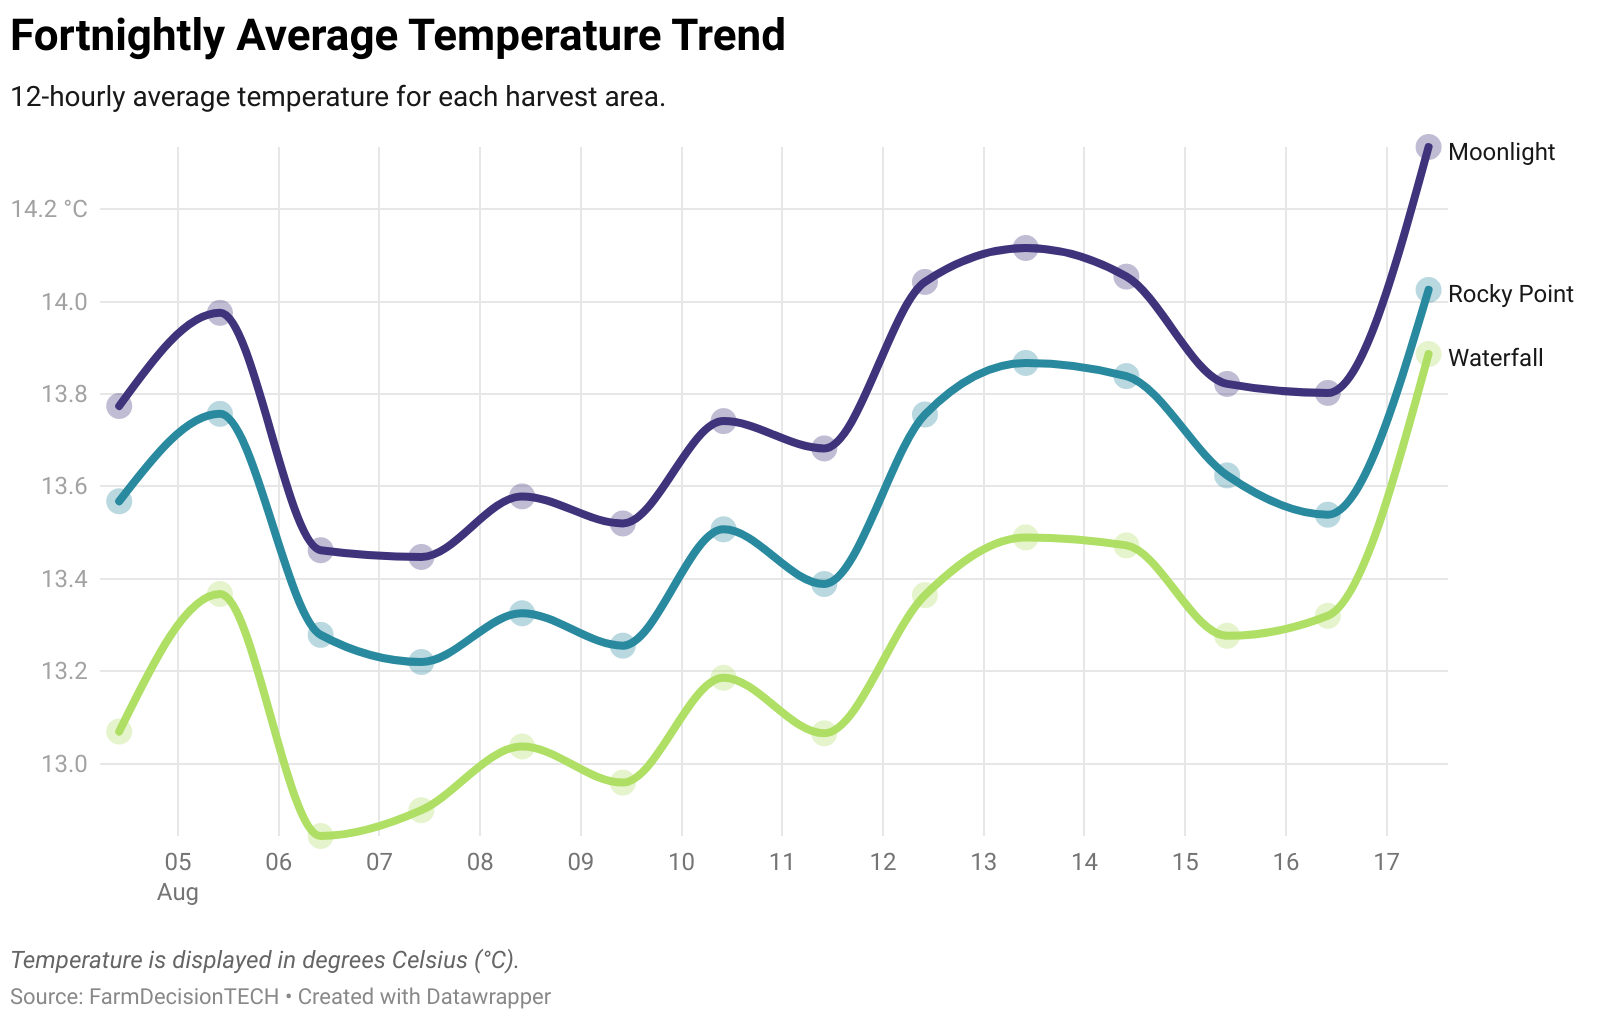 Fortnightly Average Temperature Trend
12-hourly average temperature for each harvest area.
Moonlight
14.2 °C
Rocky Point
14.0
Waterfall
13.8
13.6
13.4
13.2
13.0
05 06 07 08 09 10 11 12 13 14 15 16 17
Aug
Temperature is displayed in degrees Celsius (°C).
Source: FarmDecisionTECH • Created with Datawrapper